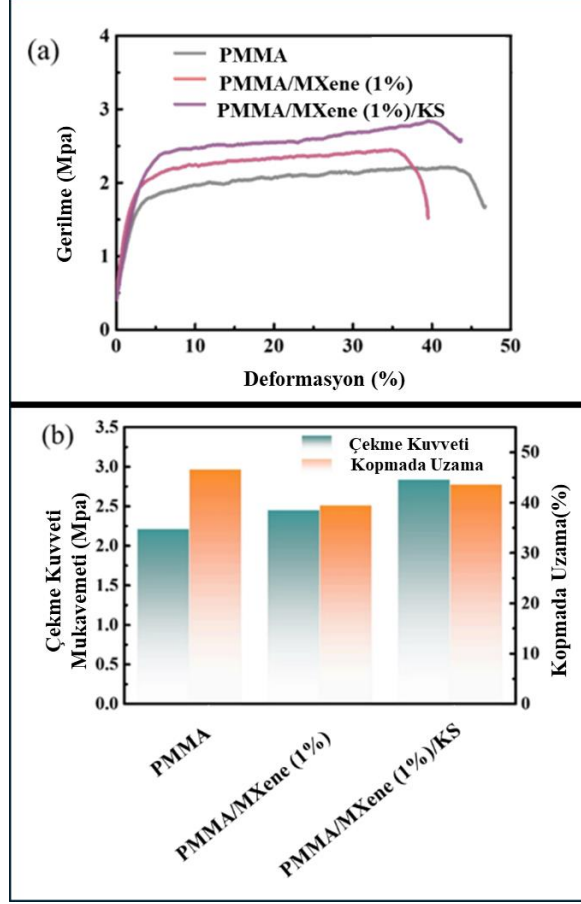 (a)
PMMA
PMMA/MXene (1%)
PMMA/MXene (1%)/KS
Gerilme (Mpa)
4
3
2
1
0
0 10 20 30 40 50
Deformasyon (%)
(b)
Çekme Kuvveti
Kopmada Uzama
Çekme Kuvveti
Mukavemeti (Mpa)
3.5
3.0
2.5
2.0
1.5
1.0
0.5
0.0
50
40
30
20
10
0
Kopmada Uzama(%)
PMMA
PMMA/MXene (1%)
PMMA/MXene (1%)/KS